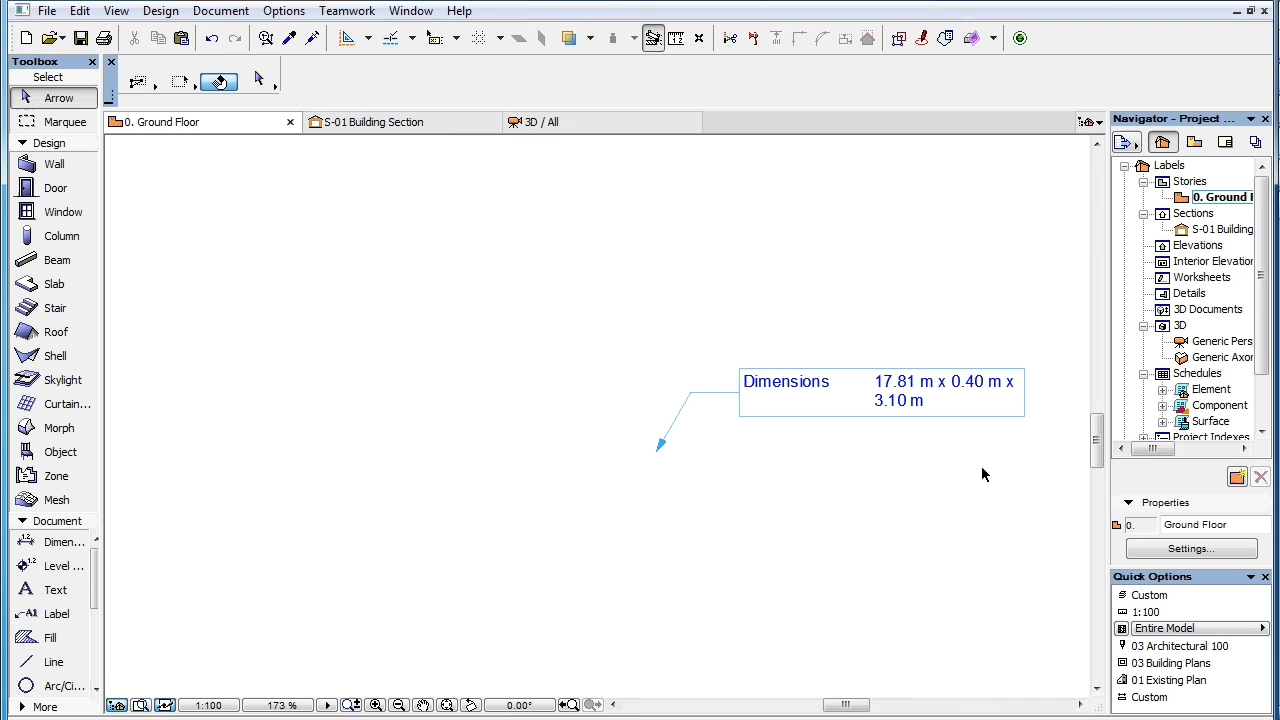 File Edit View Design Document Options Teamwork Window Help
Toolbox
Select
Arrow
Marquee
Design
Wall
Door
Window
Column
Beam
Slab
Stair
Roof
Shell
Skylight
Curtain...
Morph
Object
Zone
Mesh
Document
Dimen...
Level ...
Text
Label
Fill
Line
Arc/Ci...
More
0. Ground Floor
S-01 Building Section
3D / All
Dimensions 17.81 m x 0.40 m x
3.10 m
1:100
173 %
0.00°
Navigator - Project ...
Labels
Stories
0. Ground F
Sections
S-01 Building
Elevations
Interior Elevation
Worksheets
Details
3D Documents
3D
Generic Pers
Generic Axon
Schedules
Element
Component
Surface
Project Indexes
Properties
0. Ground Floor
Settings...
Quick Options
Custom
1:100
Entire Model
03 Architectural 100
03 Building Plans
01 Existing Plan
Custom